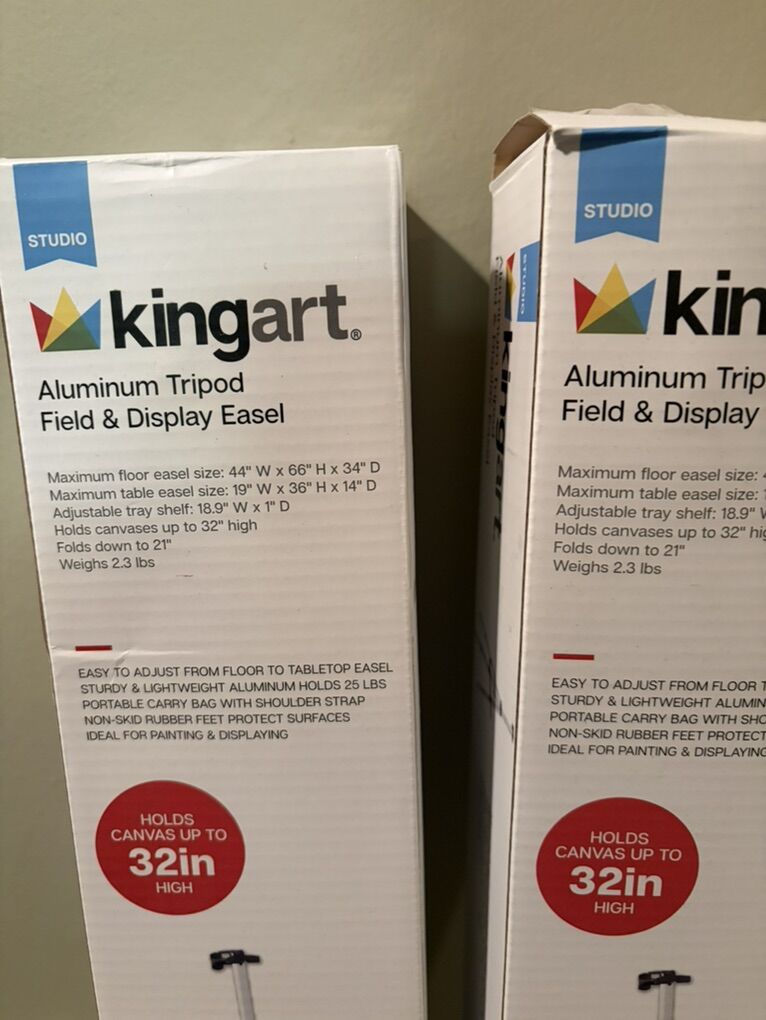 STUDIO
kingart®
Aluminum Tripod
Field & Display Easel
Maximum floor easel size: 44" W x 66" H x 34" D
Maximum table easel size: 19" W x 36" H x 14" D
Adjustable tray shelf: 18.9" W x 1" D
Holds canvases up to 32" high
Folds down to 21"
Weighs 2.3 lbs
EASY TO ADJUST FROM FLOOR TO TABLETOP EASEL
STURDY & LIGHTWEIGHT ALUMINUM HOLDS 25 LBS
PORTABLE CARRY BAG WITH SHOULDER STRAP
NON-SKID RUBBER FEET PROTECT SURFACES
IDEAL FOR PAINTING & DISPLAYING
HOLDS
CANVAS UP TO
32in
HIGH
STUDIO
kingart
STUDIO
kin
Aluminum Trip
Field & Display
Maximum floor easel size:
Maximum table easel size:
Adjustable tray shelf: 18.9"
Holds canvases up to 32" hig
Folds down to 21"
Weighs 2.3 lbs
EASY TO ADJUST FROM FLOOR T
STURDY & LIGHTWEIGHT ALUMIN
PORTABLE CARRY BAG WITH SHO
NON-SKID RUBBER FEET PROTECT
IDEAL FOR PAINTING & DISPLAYING
HOLDS
CANVAS UP TO
32in
HIGH